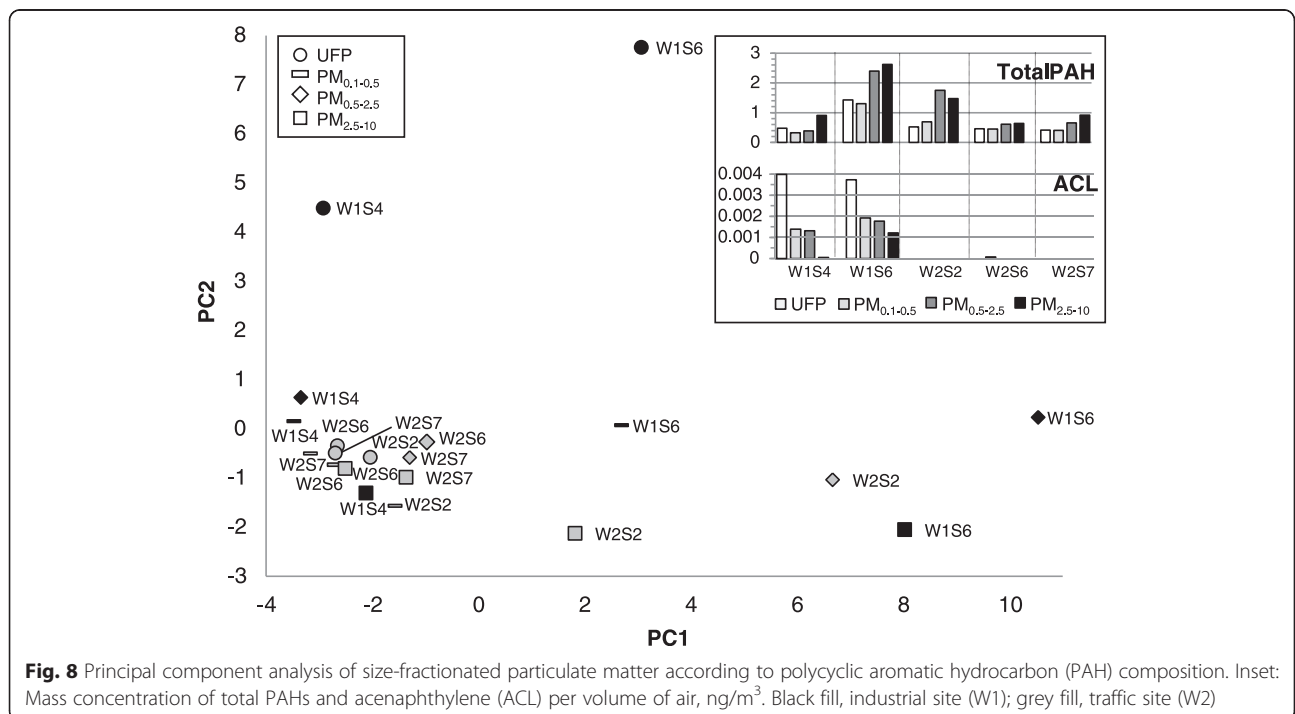 8
7
6
5
4
3
2
1
0
-1
-2
-3
PC2
UFP
PM0.1-0.5
PM0.5-2.5
PM2.5-10
W1S6
W1S4
W1S4
W1S4
W2S6
W2S7
W2S2
W2S6
W2S7
W2S7
W2S6
W2S6
W2S7
W1S4
W2S2
W1S6
W1S6
W2S2
W2S2
W1S6
3
2
1
0
TotalPAH
0.004
0.003
0.002
0.001
0
ACL
W1S4 W1S6 W2S2 W2S6 W2S7
UFP PM0.1-0.5 PM0.5-2.5 PM2.5-10
-4 -2 0 2 4 6 8 10
PC1
Fig. 8 Principal component analysis of size-fractionated particulate matter according to polycyclic aromatic hydrocarbon (PAH) composition. Inset:
Mass concentration of total PAHs and acenaphthylene (ACL) per volume of air, ng/m³. Black fill, industrial site (W1); grey fill, traffic site (W2)